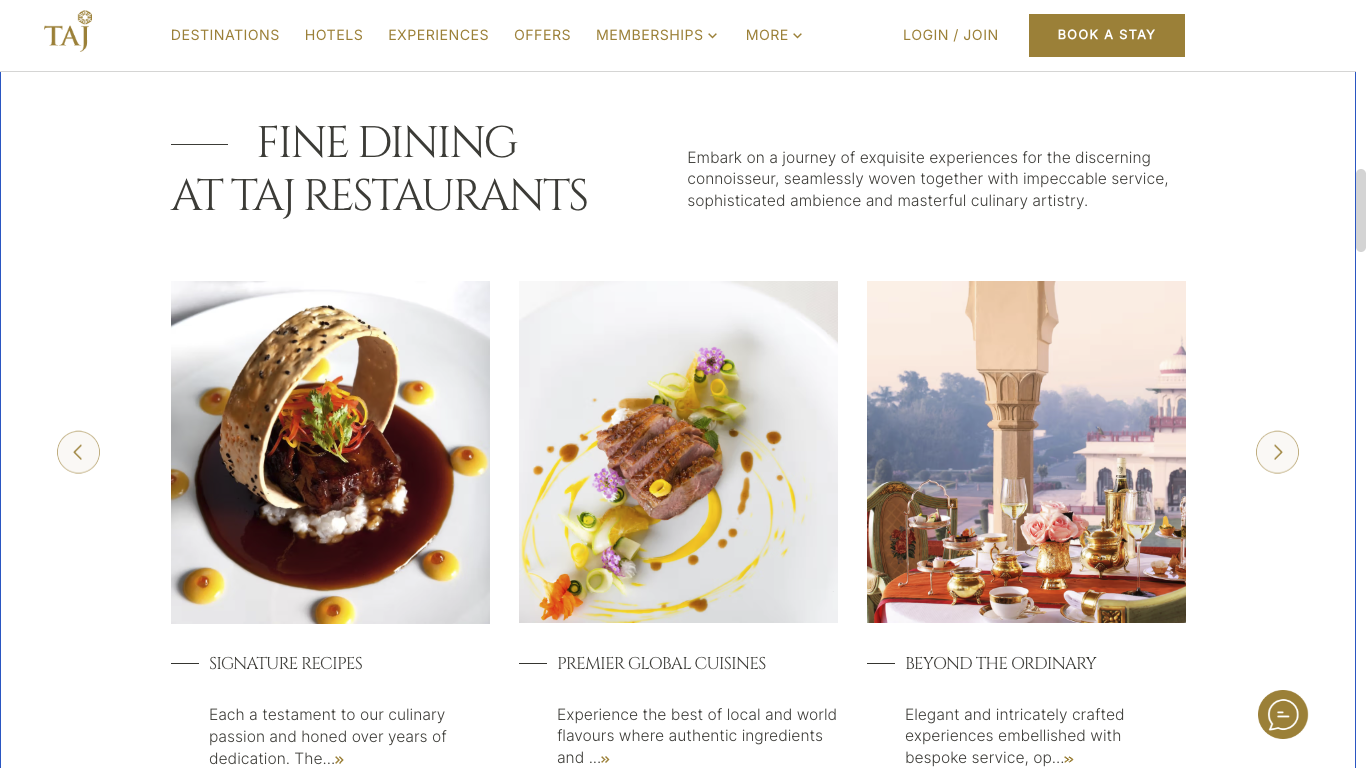 TAJ
DESTINATIONS
HOTELS
EXPERIENCES
OFFERS
MEMBERSHIPS
MORE
LOGIN / JOIN
BOOK A STAY
FINE DINING
AT TAJ RESTAURANTS
Embark on a journey of exquisite experiences for the discerning
connoisseur, seamlessly woven together with impeccable service,
sophisticated ambience and masterful culinary artistry.
SIGNATURE RECIPES
Each a testament to our culinary
passion and honed over years of
dedication. The...»
PREMIER GLOBAL CUISINES
Experience the best of local and world
flavours where authentic ingredients
and ...»
BEYOND THE ORDINARY
Elegant and intricately crafted
experiences embellished with
bespoke service, op...»